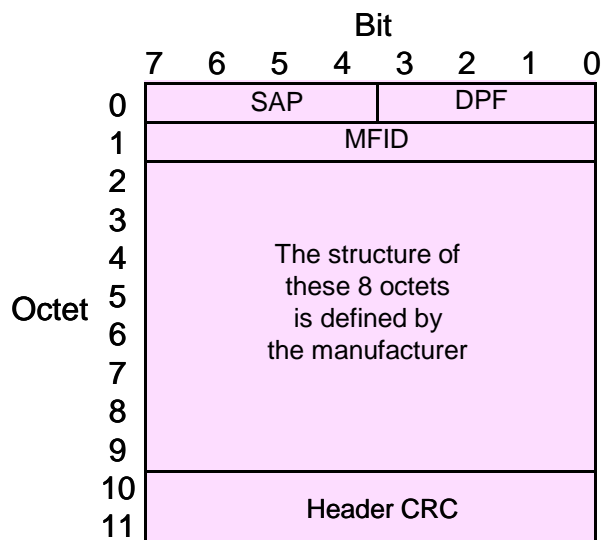 Bit
7 6 5 4 3 2 1 0
0 SAP DPF
1 MFID
2
3
4 The structure of
these 8 octets
Octet 5
is defined by
6
the manufacturer
7
8
9
10
Header CRC
11